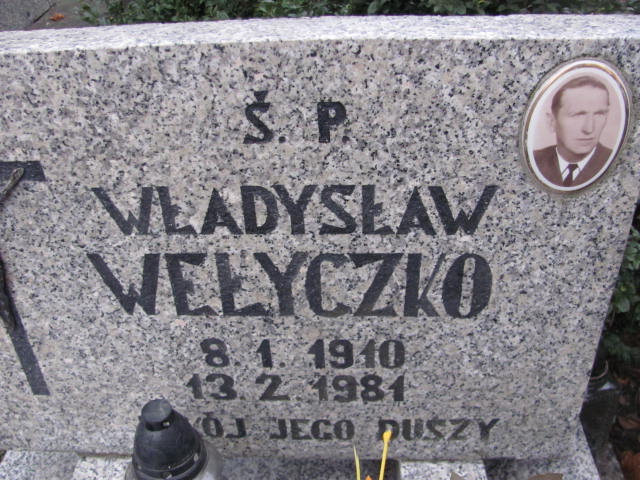 Ś. P.
WŁADYSŁAW
WEŁYCZKO
8. 1. 1910
13. 2. 1981
JEGO DUSZY